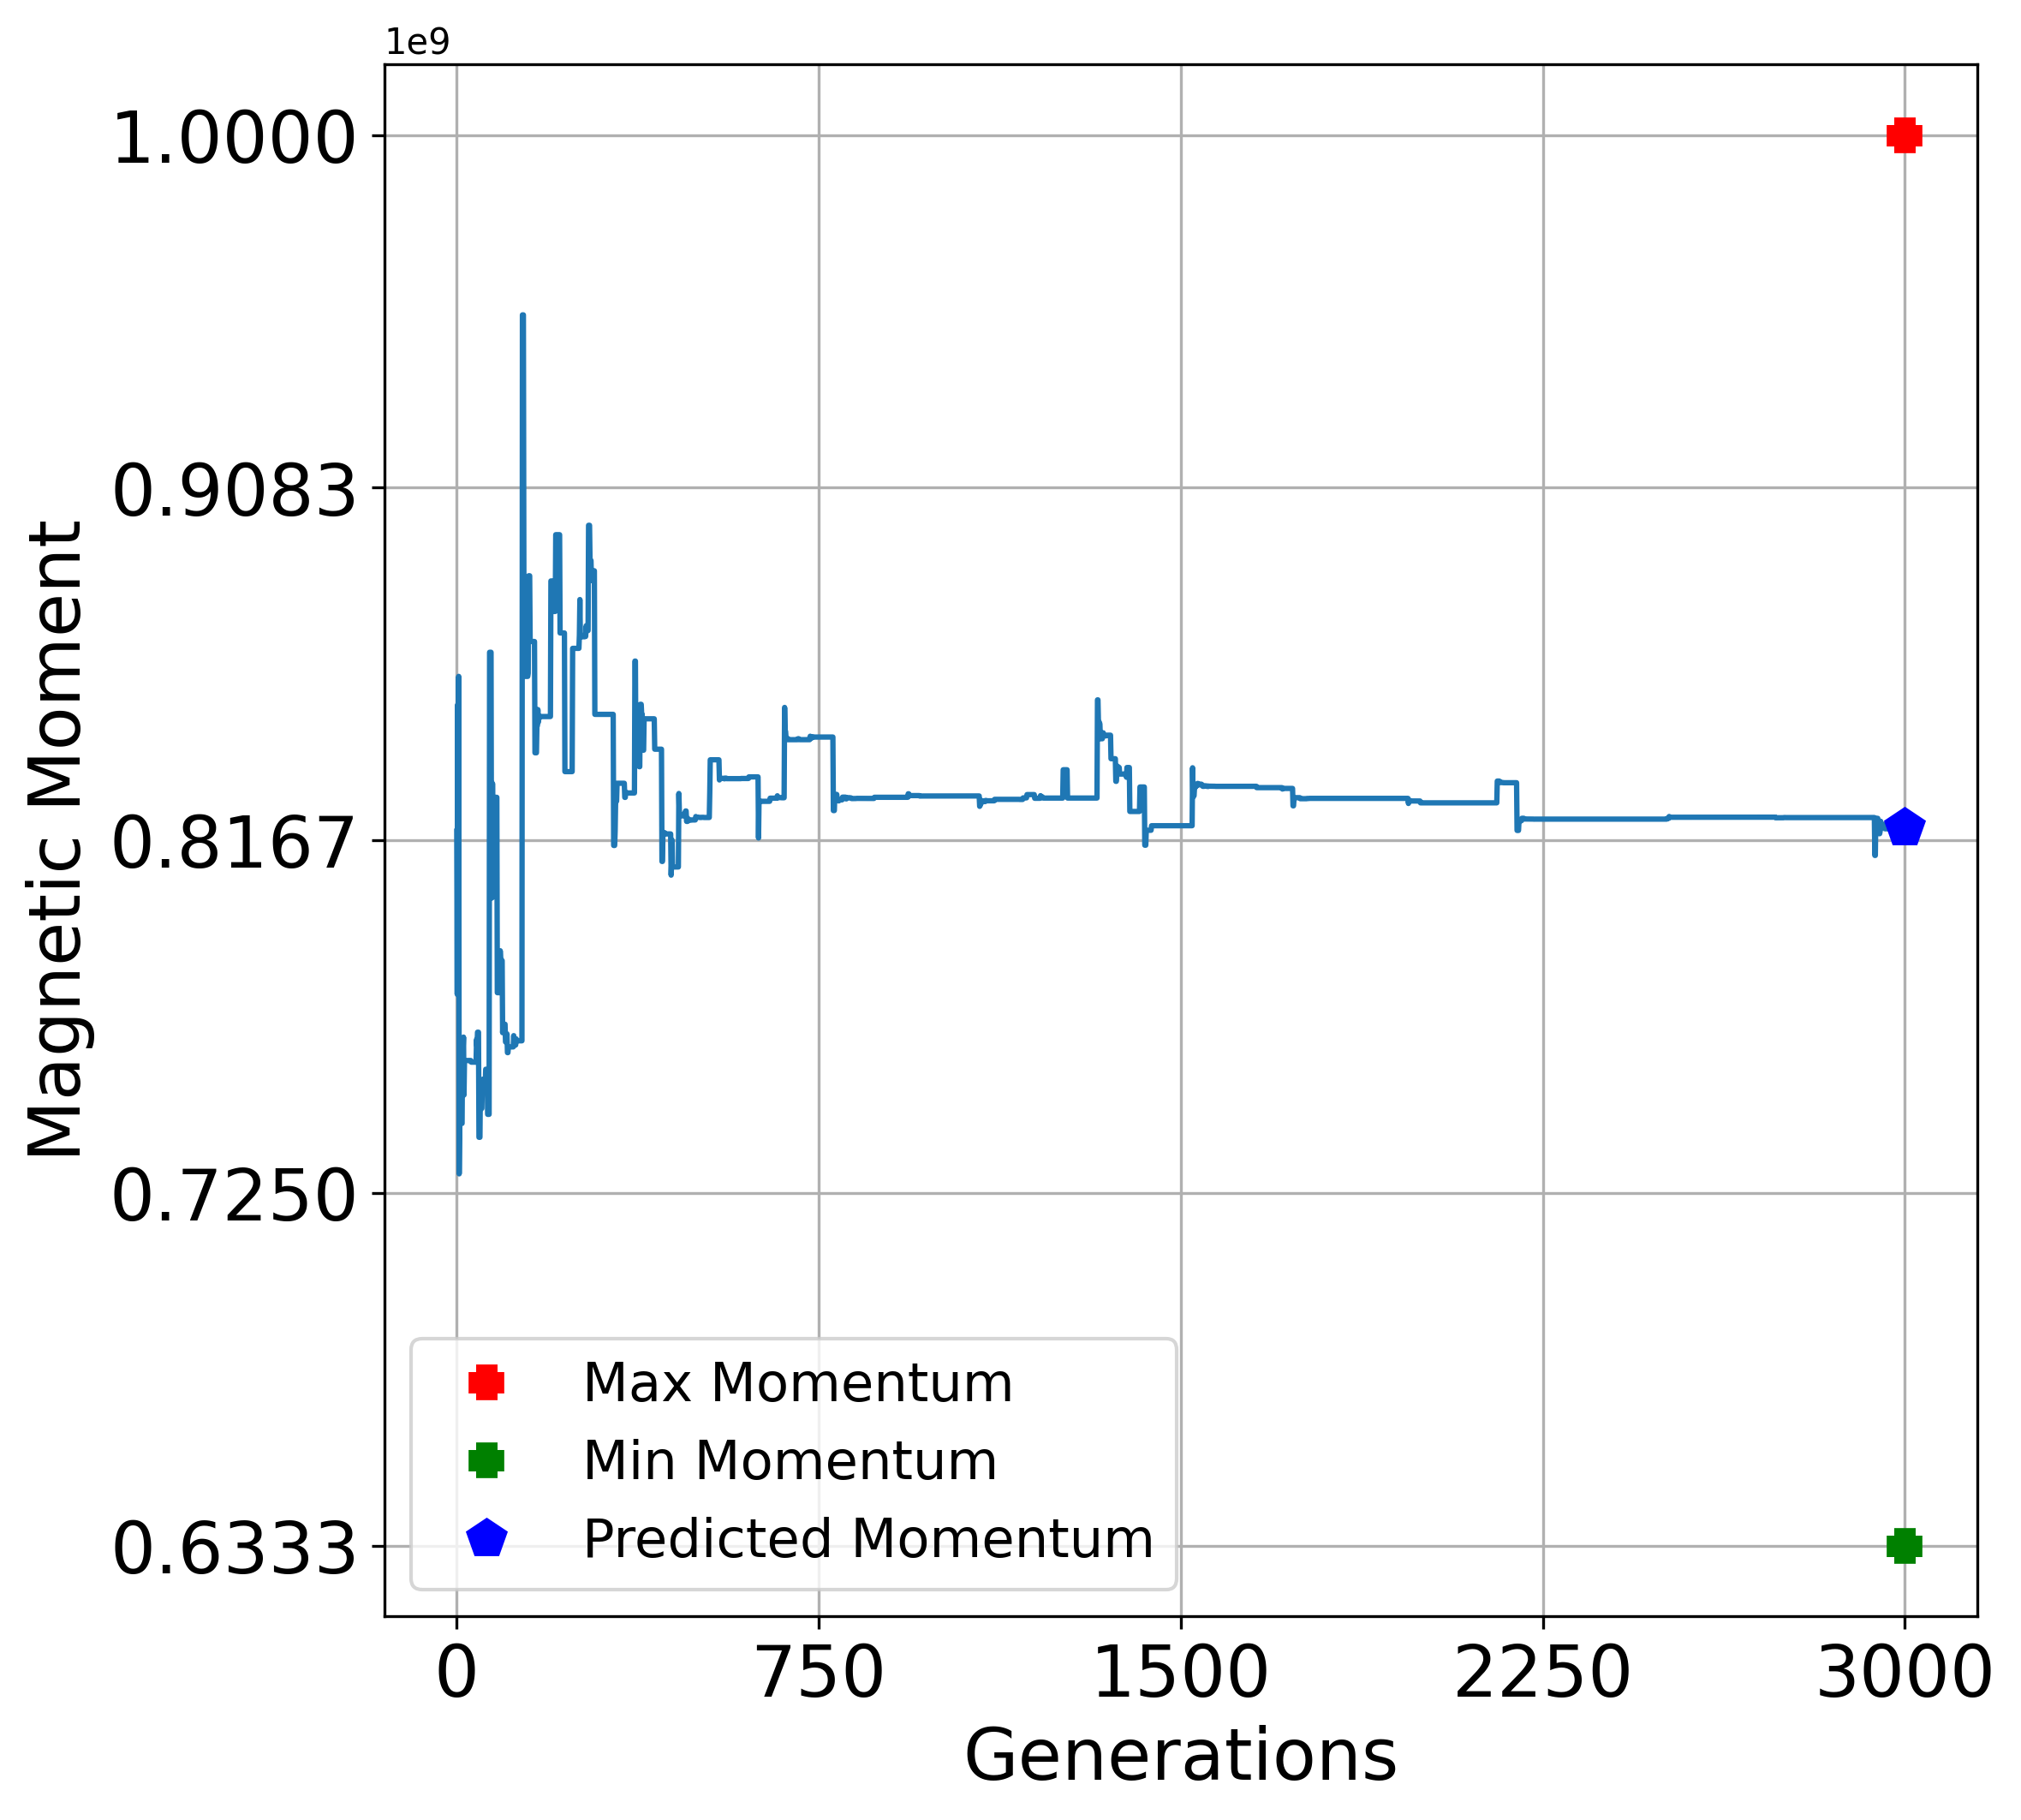 1e9
1.0000
0.9083
0.8167
0.7250
0.6333
Magnetic Moment
Max Momentum
Min Momentum
Predicted Momentum
0 750 1500 2250 3000
Generations